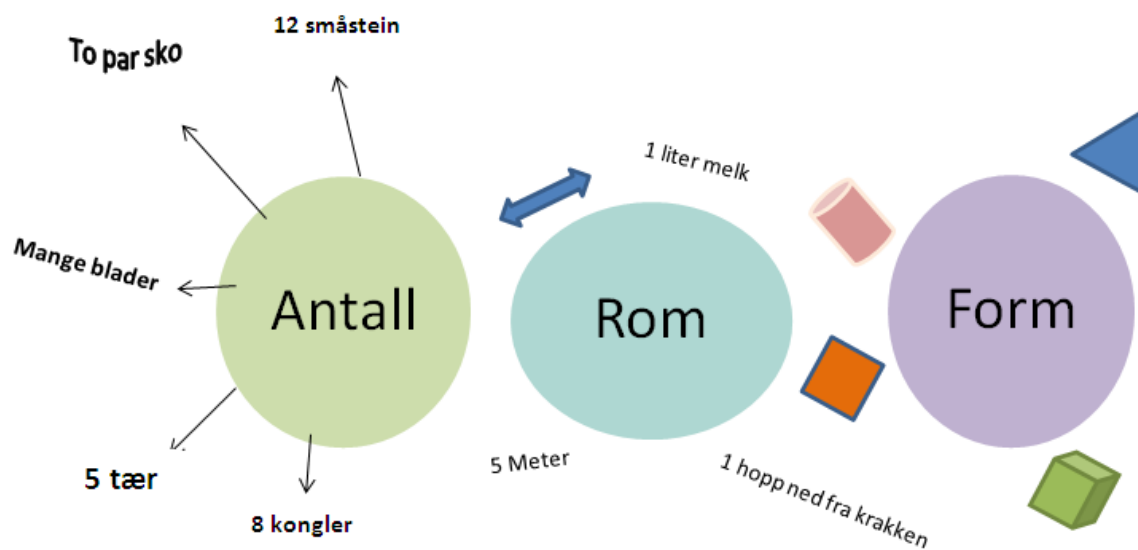 To par sko
12 småstein
Mange blader
Antall
5 tær
8 kongler
1 liter melk
Rom
5 Meter
1 hopp ned fra krakken
Form